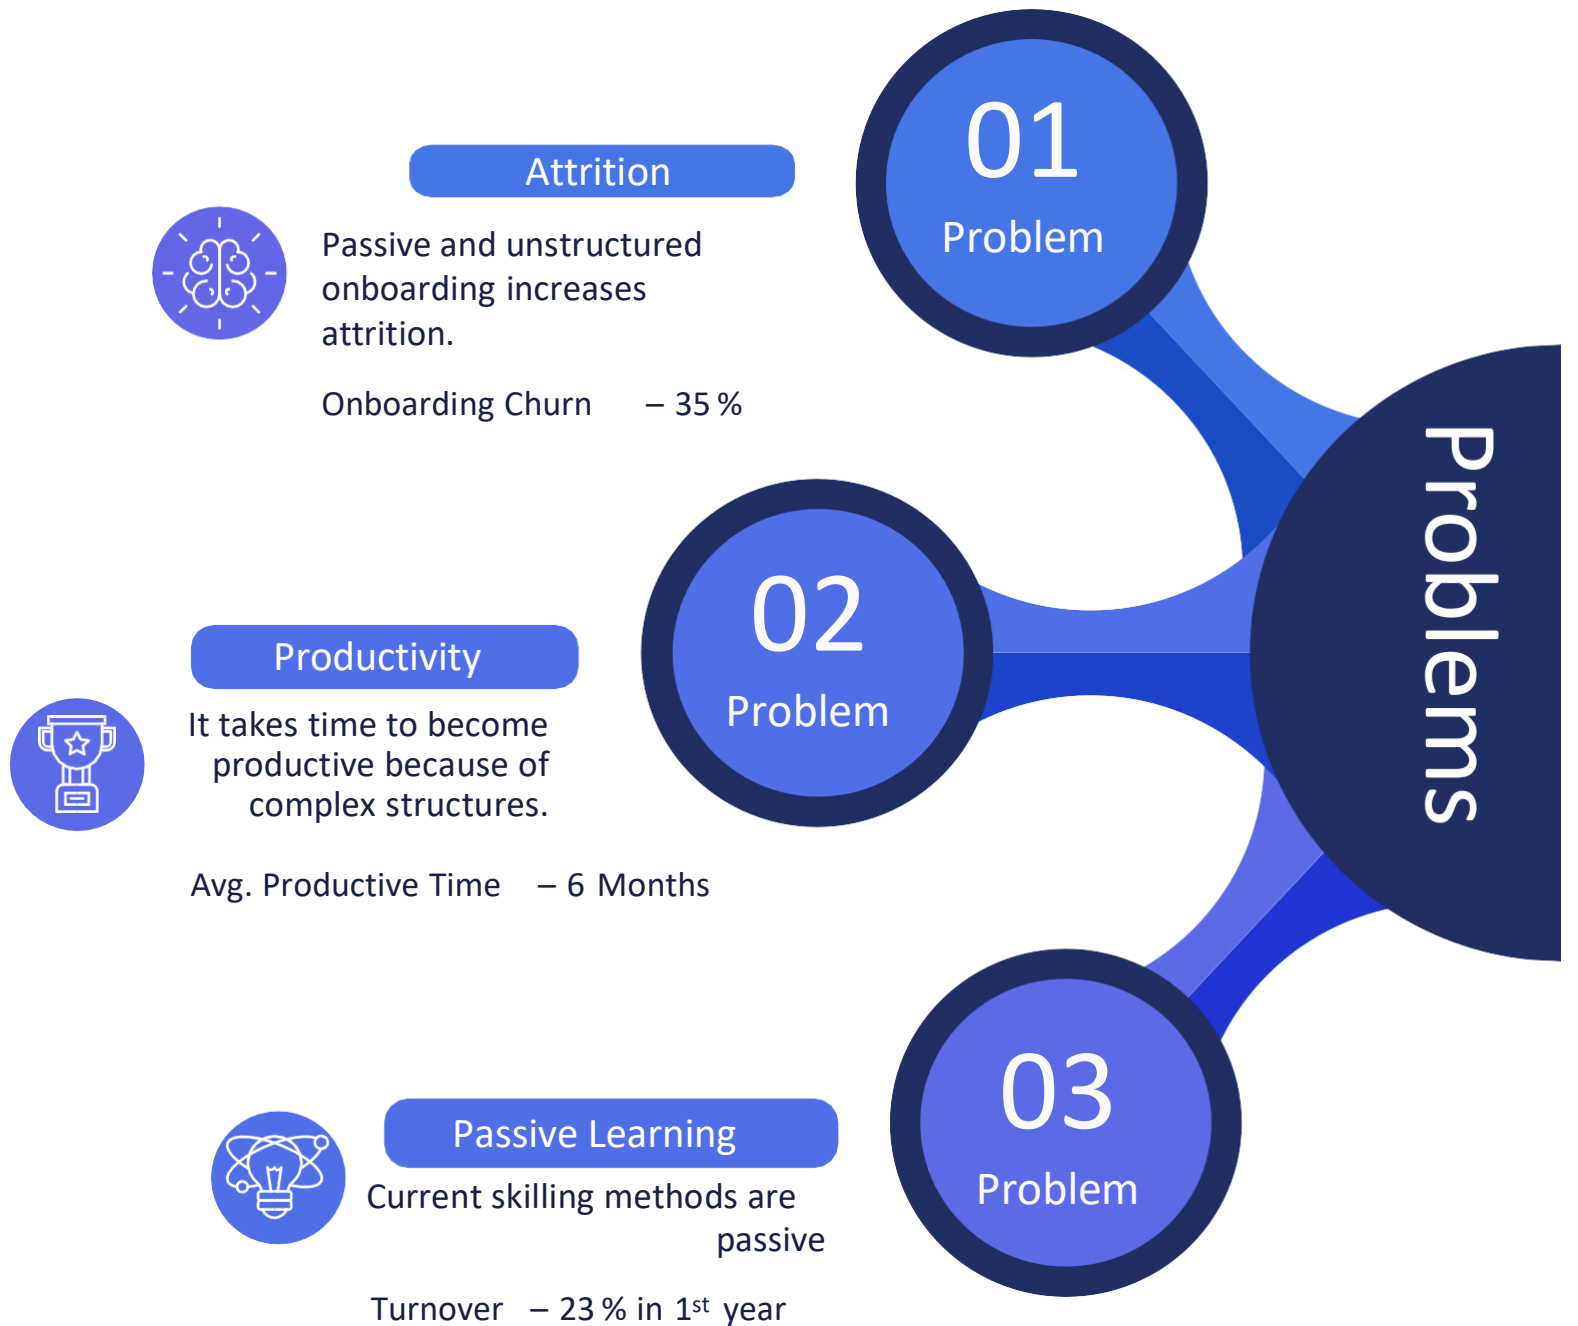 01
Problem
Attrition
Passive and unstructured
onboarding increases
attrition.
Onboarding Churn – 35 %
Problems
02
Problem
Productivity
It takes time to become
productive because of
complex structures.
Avg. Productive Time – 6 Months
03
Problem
Passive Learning
Current skilling methods are
passive
Turnover – 23 % in 1st year